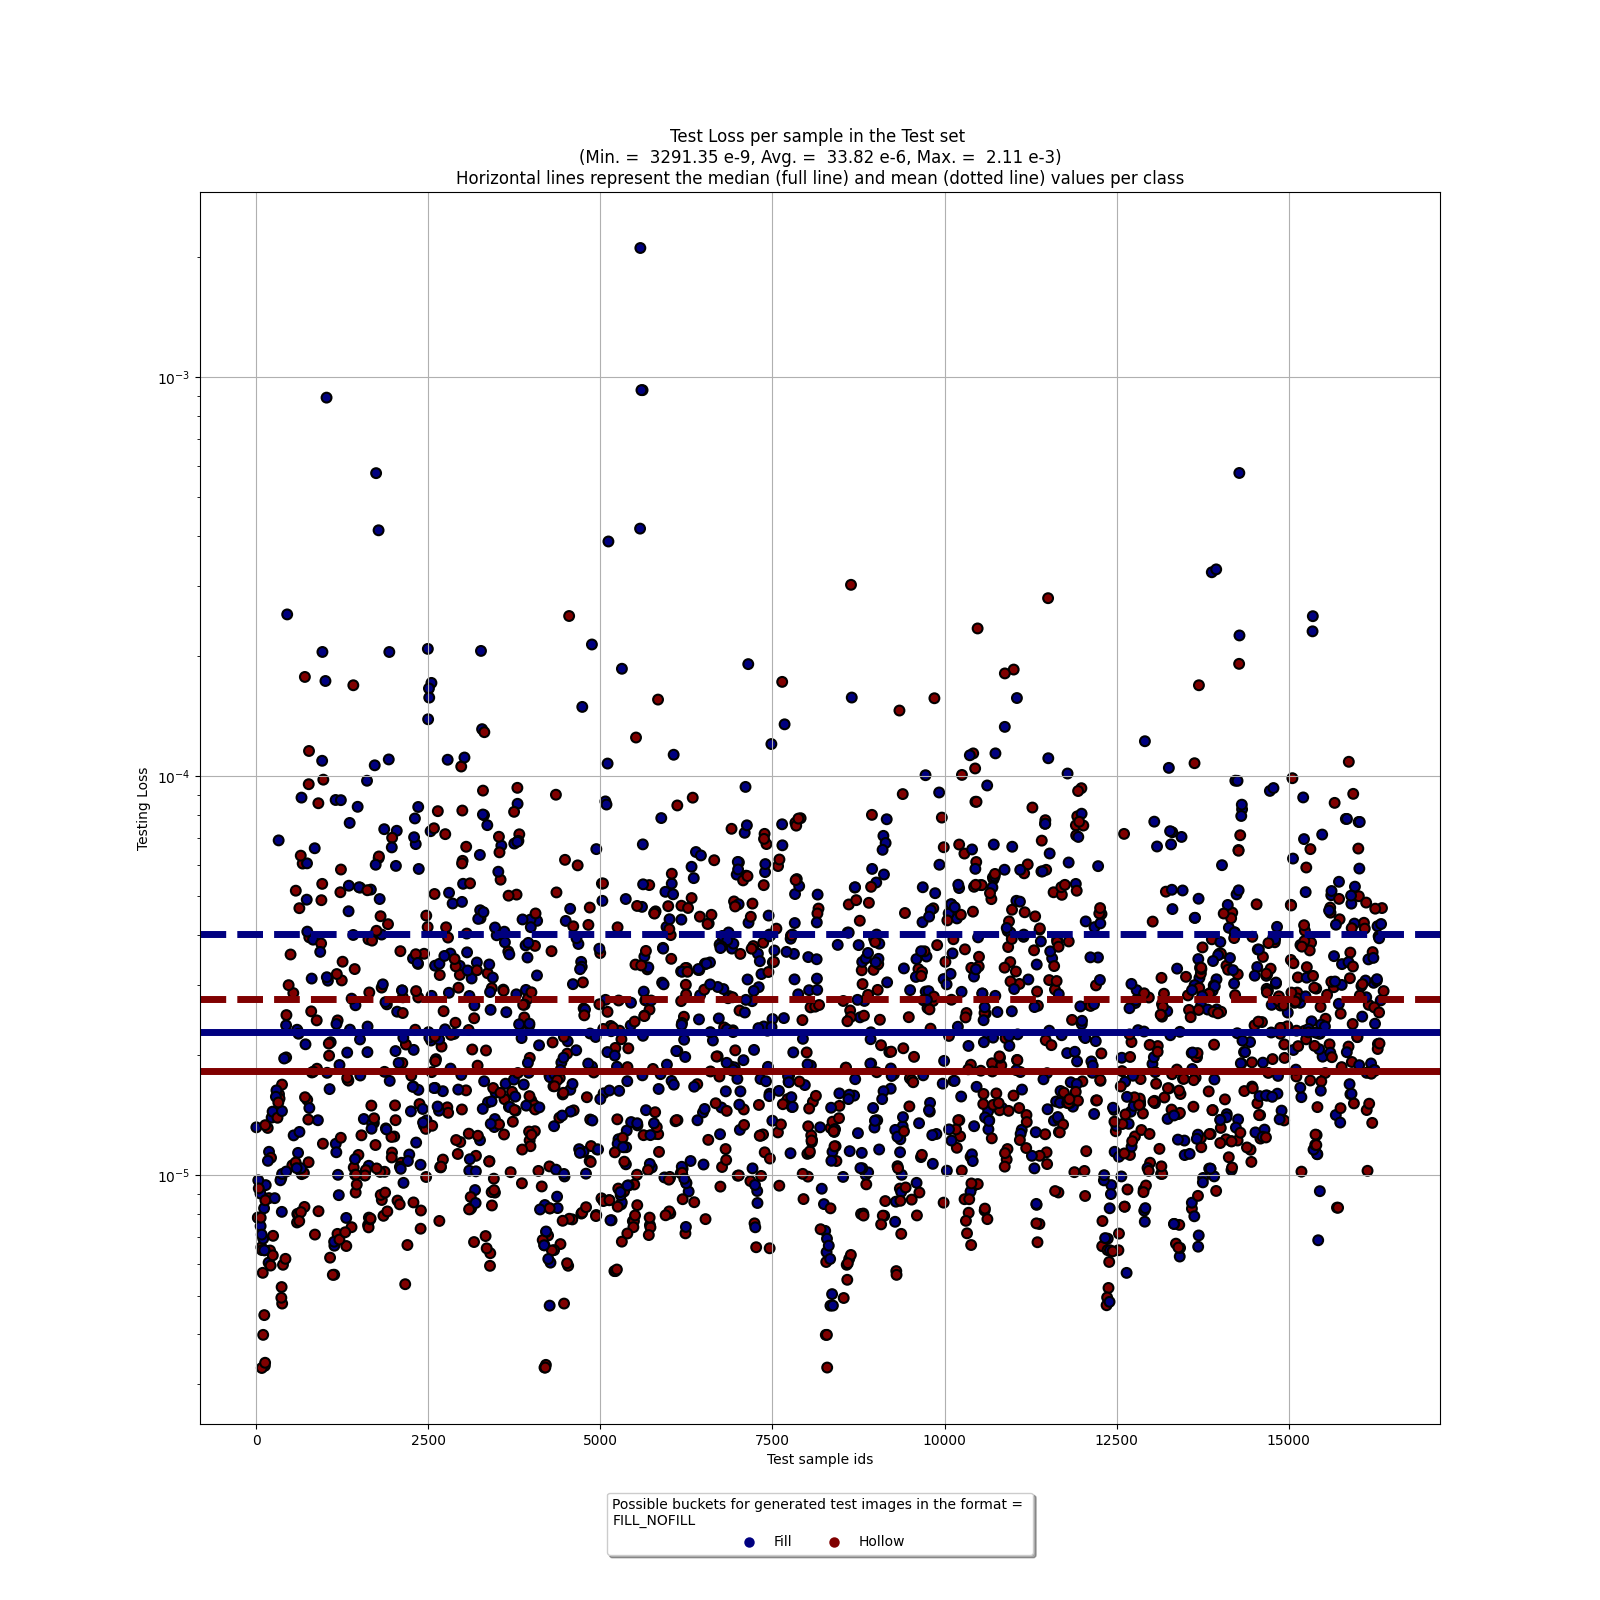 Test Loss per sample in the Test set
(Min. =  3291.35 e-9, Avg. =  33.82 e-6, Max. =  2.11 e-3)
Horizontal lines represent the median (full line) and mean (dotted line) values per class
Testing Loss
10⁻³
10⁻⁴
10⁻⁵
0 2500 5000 7500 10000 12500 15000
Test sample ids
Possible buckets for generated test images in the format =
FILL_NOFILL
Fill Hollow